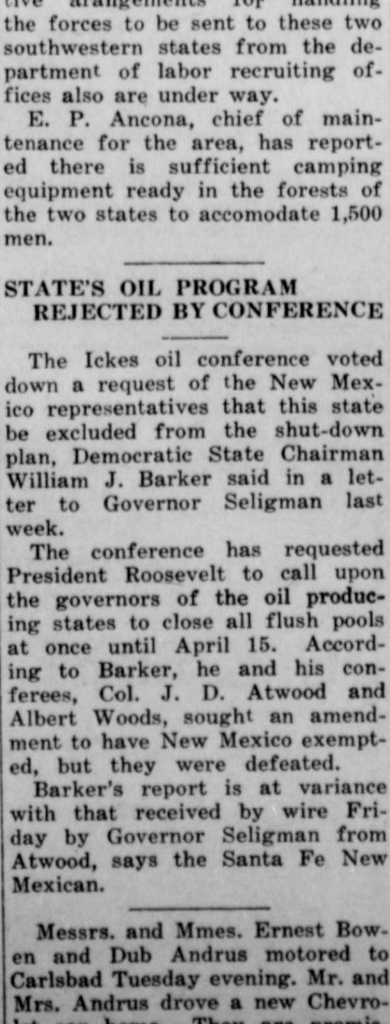 the forces to be sent to these two
southwestern states from the de-
partment of labor recruiting of-
fices also are under way.
E. P. Ancona, chief of main-
tenance for the area, has report-
ed there is sufficient camping
equipment ready in the forests of
the two states to accomodate 1,500
men.
STATE'S OIL PROGRAM
REJECTED BY CONFERENCE
The Ickes oil conference voted
down a request of the New Mex-
ico representatives that this state
be excluded from the shut-down
plan, Democratic State Chairman
William J. Barker said in a let-
ter to Governor Seligman last
week.
The conference has requested
President Roosevelt to call upon
the governors of the oil produc-
ing states to close all flush pools
at once until April 15. Accord-
ing to Barker, he and his con-
ferees, Col. J. D. Atwood and
Albert Woods, sought an amend-
ment to have New Mexico exempt-
ed, but they were defeated.
Barker's report is at variance
with that received by wire Fri-
day by Governor Seligman from
Atwood, says the Santa Fe New
Mexican.
Messrs. and Mmes. Ernest Bow-
en and Dub Andrus motored to
Carlsbad Tuesday evening. Mr. and
Mrs. Andrus drove a new Chevro-